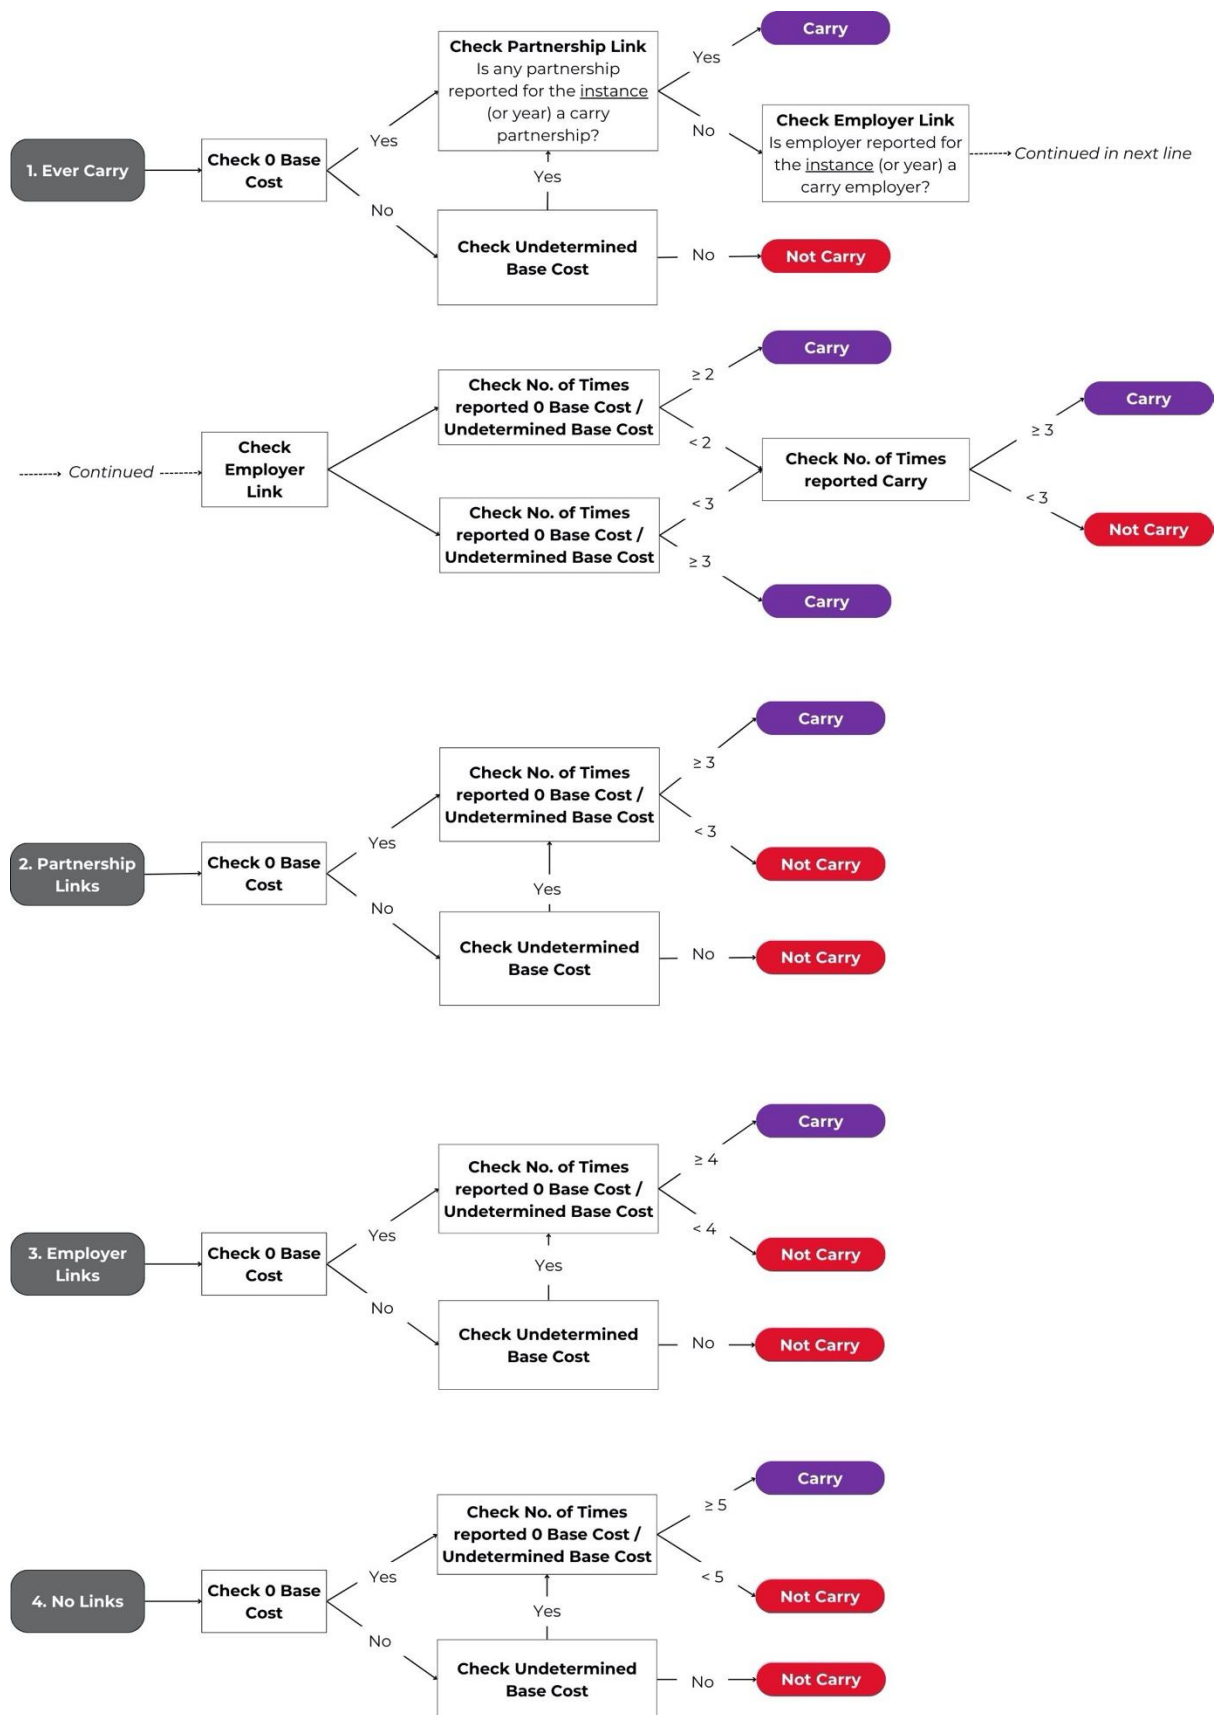 1. Ever Carry
Check 0 Base
Cost
Yes
No
Check Partnership Link
Is any partnership
reported for the instance
(or year) a carry
partnership?
Yes
Check Undetermined
Base Cost
Yes
Carry
No
Check Employer Link
Is employer reported for
the instance (or year) a
carry employer?
Continued in next line
No
Not Carry
Continued
Check
Employer
Link
Check No. of Times
reported 0 Base Cost /
Undetermined Base Cost
≥ 2
Carry
< 2
Check No. of Times
reported 0 Base Cost /
Undetermined Base Cost
< 3
≥ 3
Carry
Check No. of Times
reported Carry
≥ 3
Carry
< 3
Not Carry
2. Partnership
Links
Check 0 Base
Cost
Yes
No
Check No. of Times
reported 0 Base Cost /
Undetermined Base Cost
≥ 3
Carry
< 3
Not Carry
Yes
Check Undetermined
Base Cost
No
Not Carry
3. Employer
Links
Check 0 Base
Cost
Yes
No
Check No. of Times
reported 0 Base Cost /
Undetermined Base Cost
≥ 4
Carry
< 4
Not Carry
Yes
Check Undetermined
Base Cost
No
Not Carry
4. No Links
Check 0 Base
Cost
Yes
No
Check No. of Times
reported 0 Base Cost /
Undetermined Base Cost
≥ 5
Carry
< 5
Not Carry
Yes
Check Undetermined
Base Cost
No
Not Carry